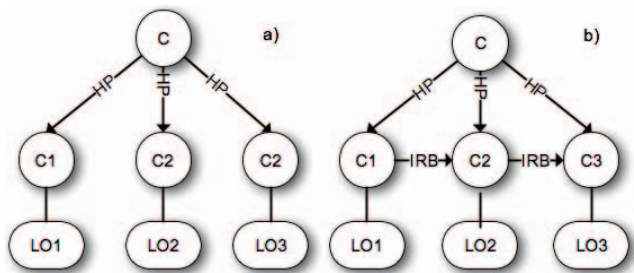 C a)
HP HP HP
C1 C2 C2
LO1 LO2 LO3
C b)
HP HP HP
C1 IRB C2 IRB C3
LO1 LO2 LO3